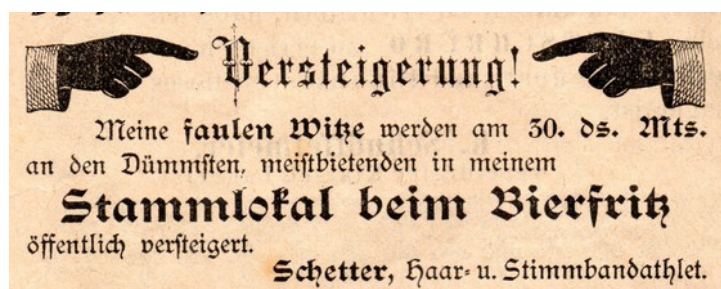 Versteigerung!
Meine faulen Witze werden am 30. ds. Mts.
an den Dümmsten, meistbietenden in meinem
Stammlokal beim Bierfritz
öffentlich versteigert.
Schetter, Haar- u. Stimmbandathlet.